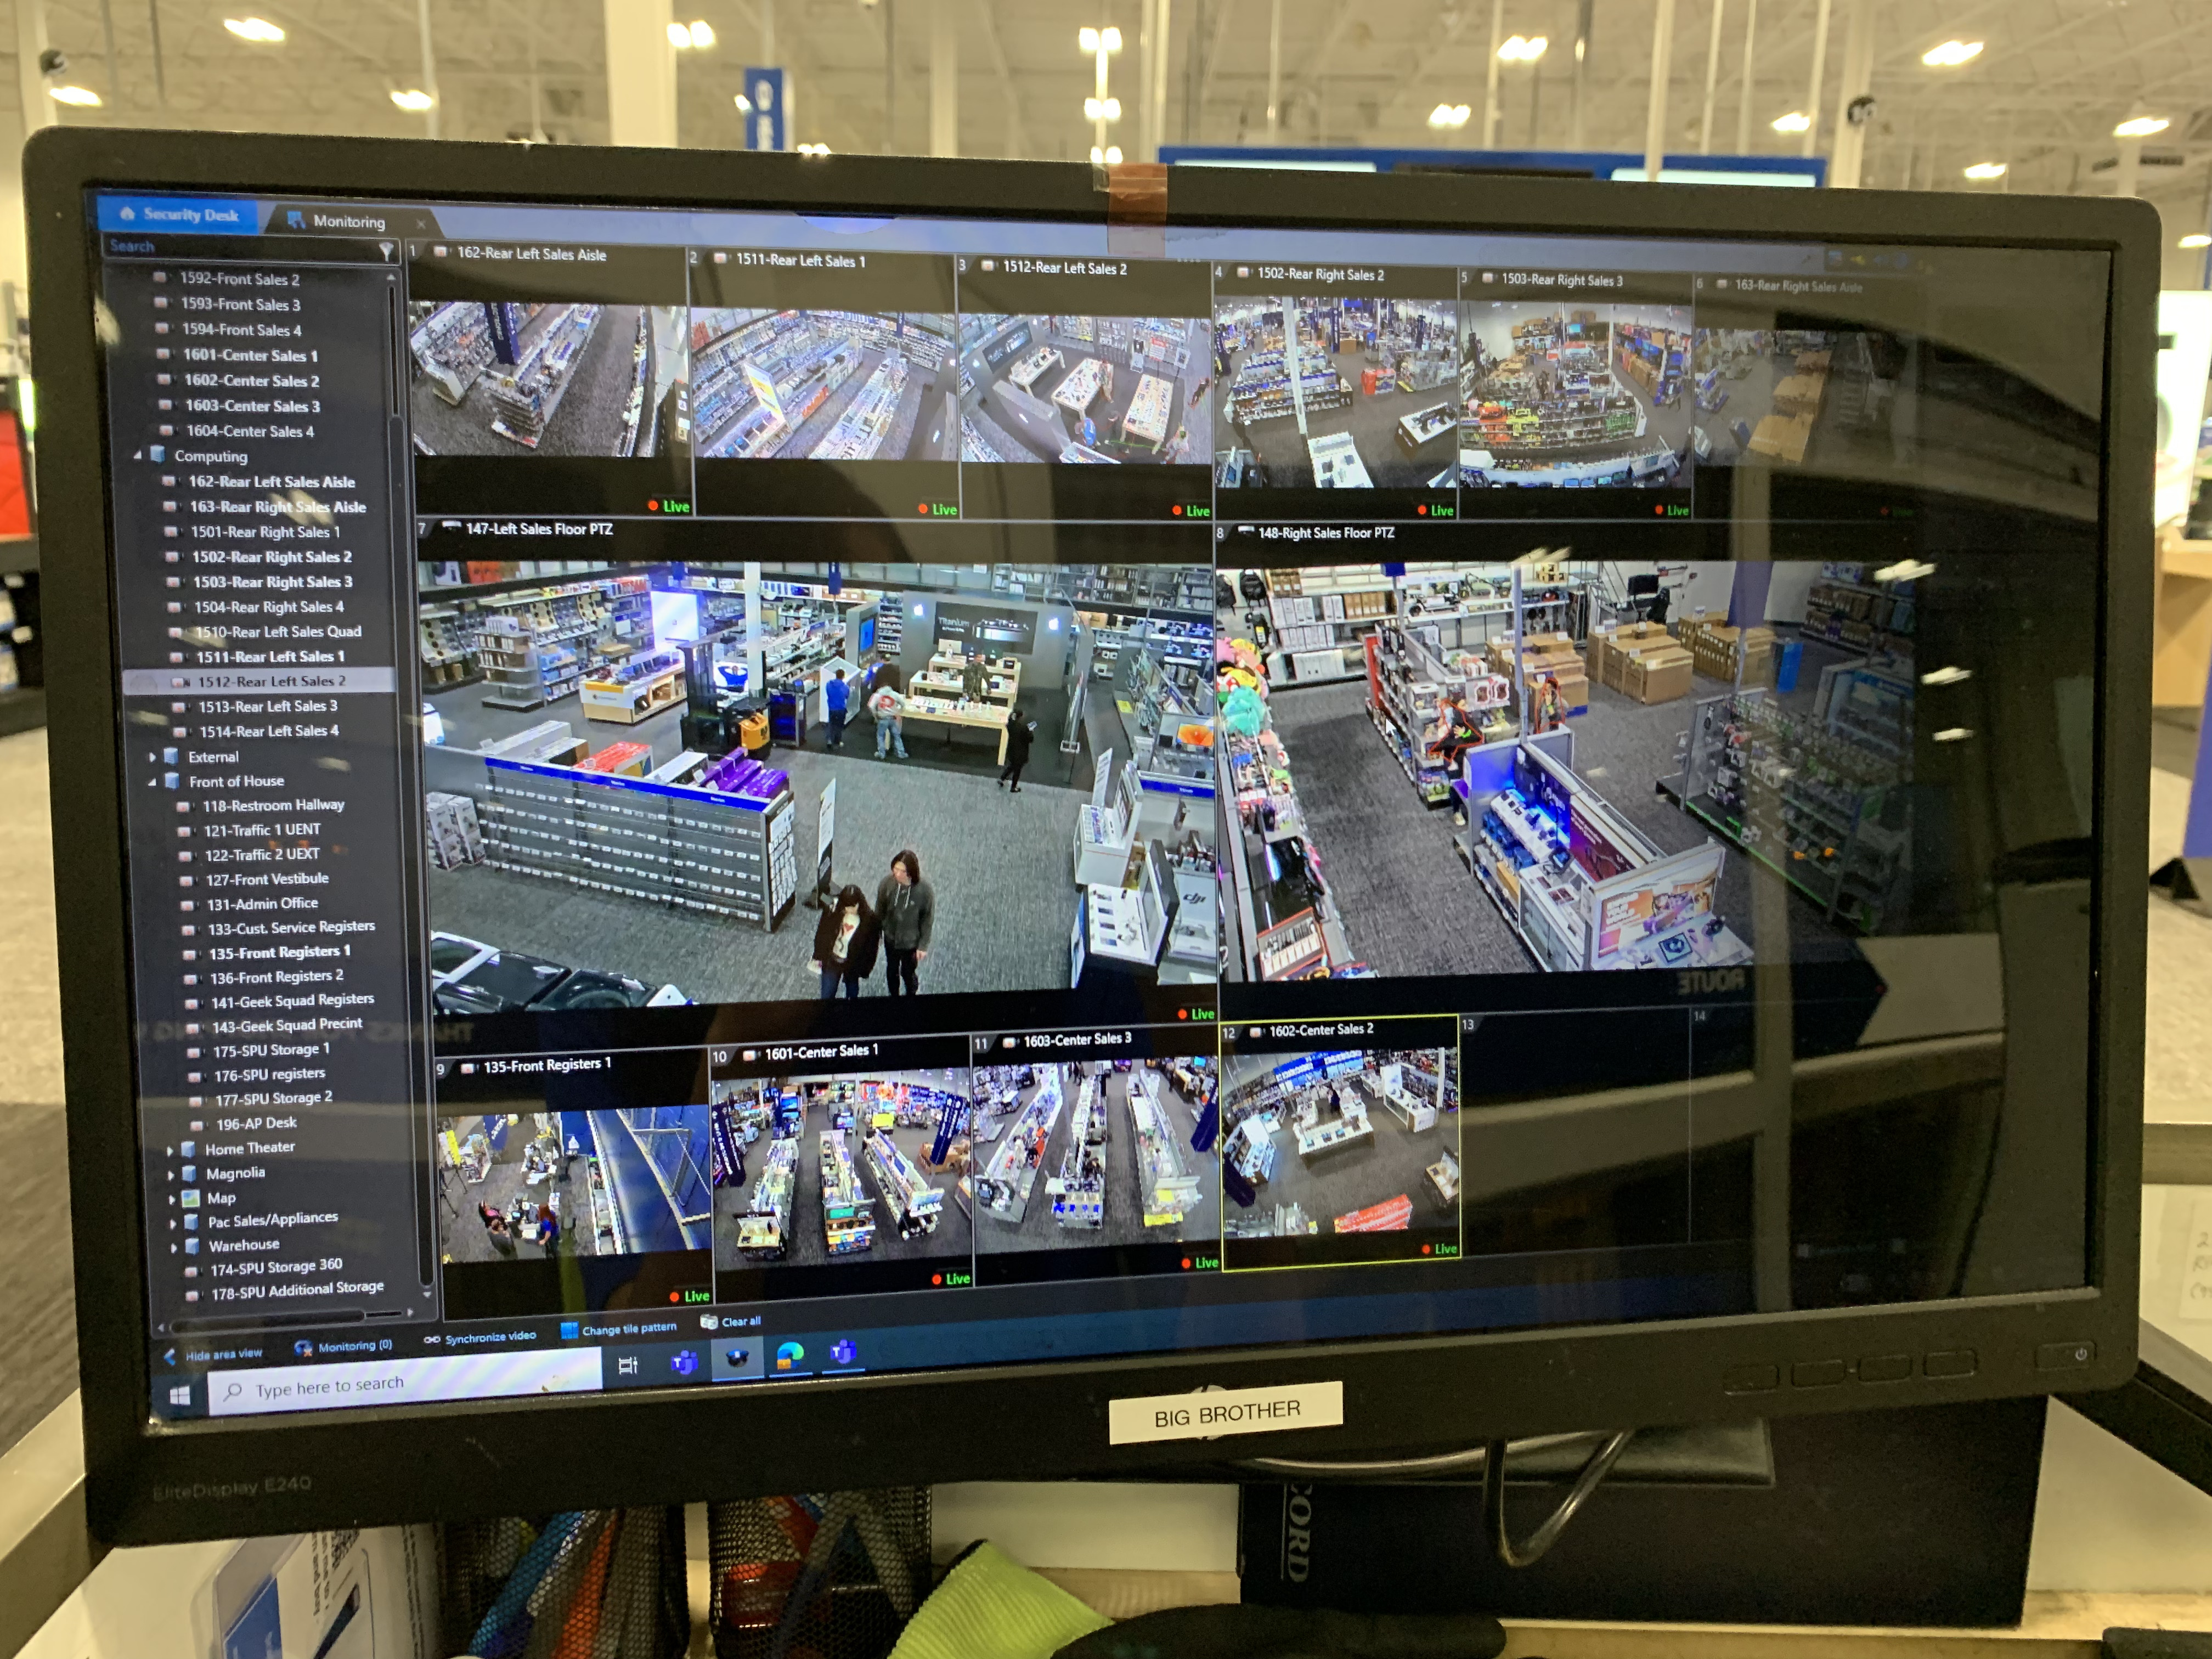 Security Desk
Monitoring
Search
1592-Front Sales 2
1593-Front Sales 3
1594-Front Sales 4
1601-Center Sales 1
1602-Center Sales 2
1603-Center Sales 3
1604-Center Sales 4
Computing
162-Rear Left Sales Aisle
163-Rear Right Sales Aisle
1501-Rear Right Sales 1
1502-Rear Right Sales 2
1503-Rear Right Sales 3
1504-Rear Right Sales 4
1510-Rear Left Sales Quad
1511-Rear Left Sales 1
1512-Rear Left Sales 2
1513-Rear Left Sales 3
1514-Rear Left Sales 4
External
Front of House
118-Restroom Hallway
121-Traffic 1 UENT
122-Traffic 2 UEXT
127-Front Vestibule
131-Admin Office
133-Cust. Service Registers
135-Front Registers 1
136-Front Registers 2
141-Geek Squad Registers
143-Geek Squad Precint
175-SPU Storage 1
176-SPU registers
177-SPU Storage 2
196-AP Desk
Home Theater
Magnolia
Map
Pac Sales/Appliances
Warehouse
174-SPU Storage 360
178-SPU Additional Storage
1 162-Rear Left Sales Aisle
Live
2 1511-Rear Left Sales 1
Live
3 1512-Rear Left Sales 2
Live
4 1502-Rear Right Sales 2
Live
5 1503-Rear Right Sales 3
Live
6 163-Rear Right Sales Aisle
Live
7 147-Left Sales Floor PTZ
Titanium
dji
Live
8 148-Right Sales Floor PTZ
9 135-Front Registers 1
Live
10 1601-Center Sales 1
Live
11 1603-Center Sales 3
Live
12 1602-Center Sales 2
Live
13
14
Hide area view
Monitoring (0)
Synchronize video
Change tile pattern
Clear all
Type here to search
BIG BROTHER
EliteDisplay E240
CORD